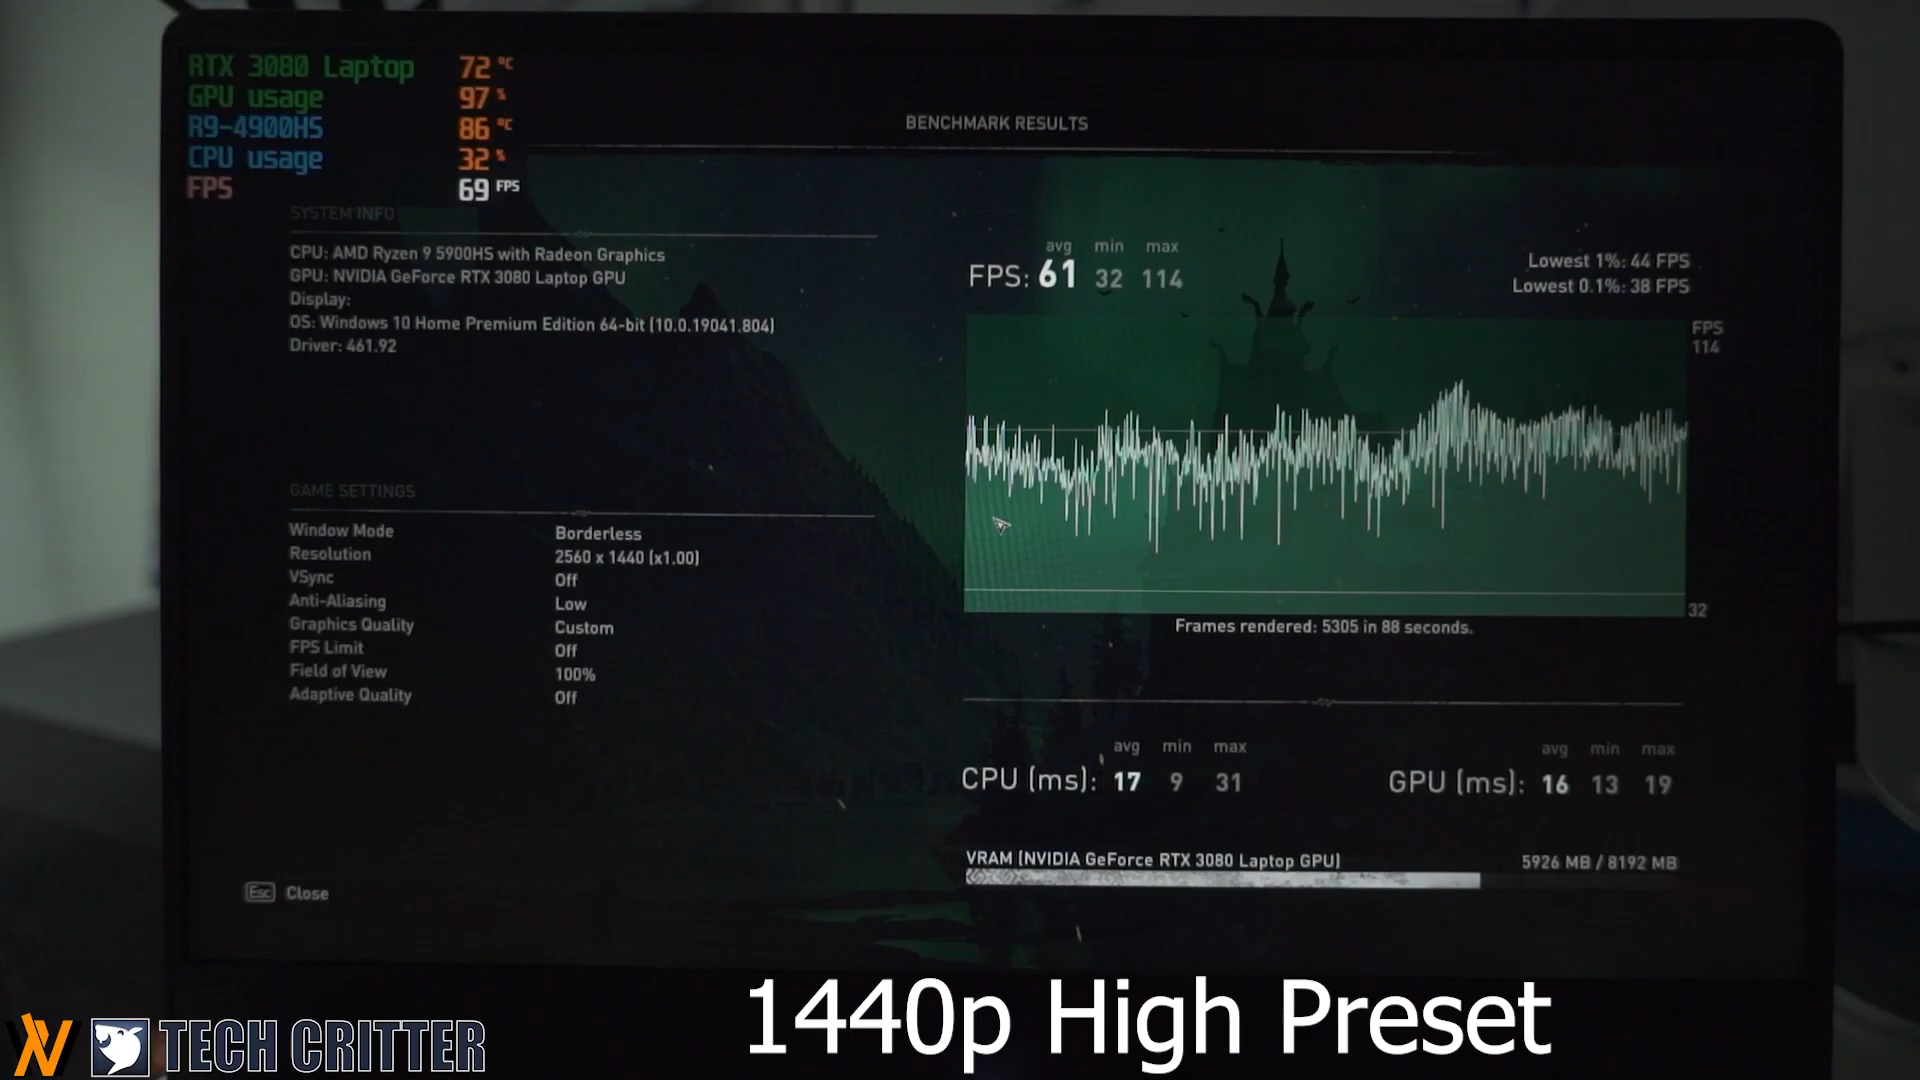 RTX 3080 Laptop 72 °C
GPU usage 97 %
R9-4900HS 86 °C
CPU usage 32 %
FPS 69 FPS
BENCHMARK RESULTS
SYSTEM INFO
CPU: AMD Ryzen 9 5900HS with Radeon Graphics
GPU: NVIDIA GeForce RTX 3080 Laptop GPU
Display:
OS: Windows 10 Home Premium Edition 64-bit (10.0.19041.804)
Driver: 461.92
GAME SETTINGS
Window Mode Borderless
Resolution 2560 x 1440 (x1.00)
VSync Off
Anti-Aliasing Low
Graphics Quality Custom
FPS Limit Off
Field of View 100%
Adaptive Quality Off
avg min max
FPS: 61 32 114
Lowest 1%: 44 FPS
Lowest 0.1%: 38 FPS
FPS
114
32
Frames rendered: 5305 in 88 seconds.
avg min max
CPU (ms): 17 9 31
avg min max
GPU (ms): 16 13 19
VRAM (NVIDIA GeForce RTX 3080 Laptop GPU) 5926 MB / 8192 MB
Esc Close
TECH CRITTER
1440p High Preset